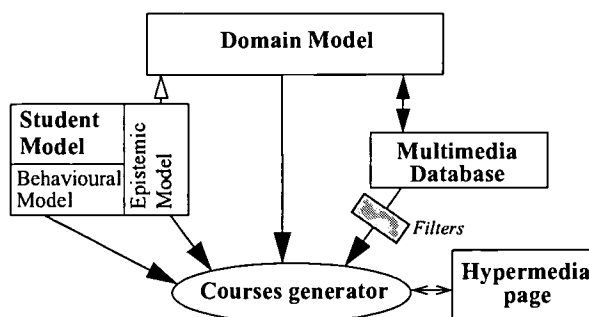 Domain Model
Student
Model
Behavioural
Model
Epistemic
Model
Multimedia
Database
Filters
Courses generator
Hypermedia
page